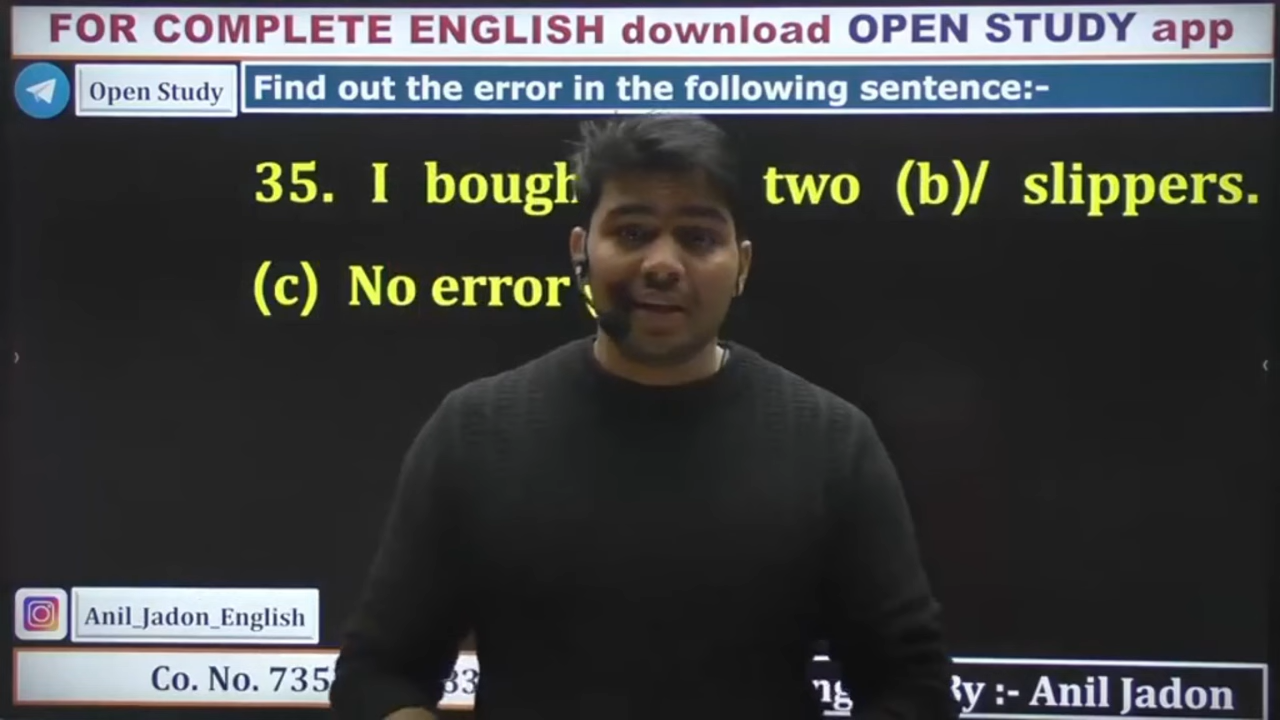 FOR COMPLETE ENGLISH download OPEN STUDY app
Open Study
Find out the error in the following sentence:-
35. I two (b)/ slippers.
(c) No error
Anil_Jadon_English
Co. No. By :- Anil Jadon